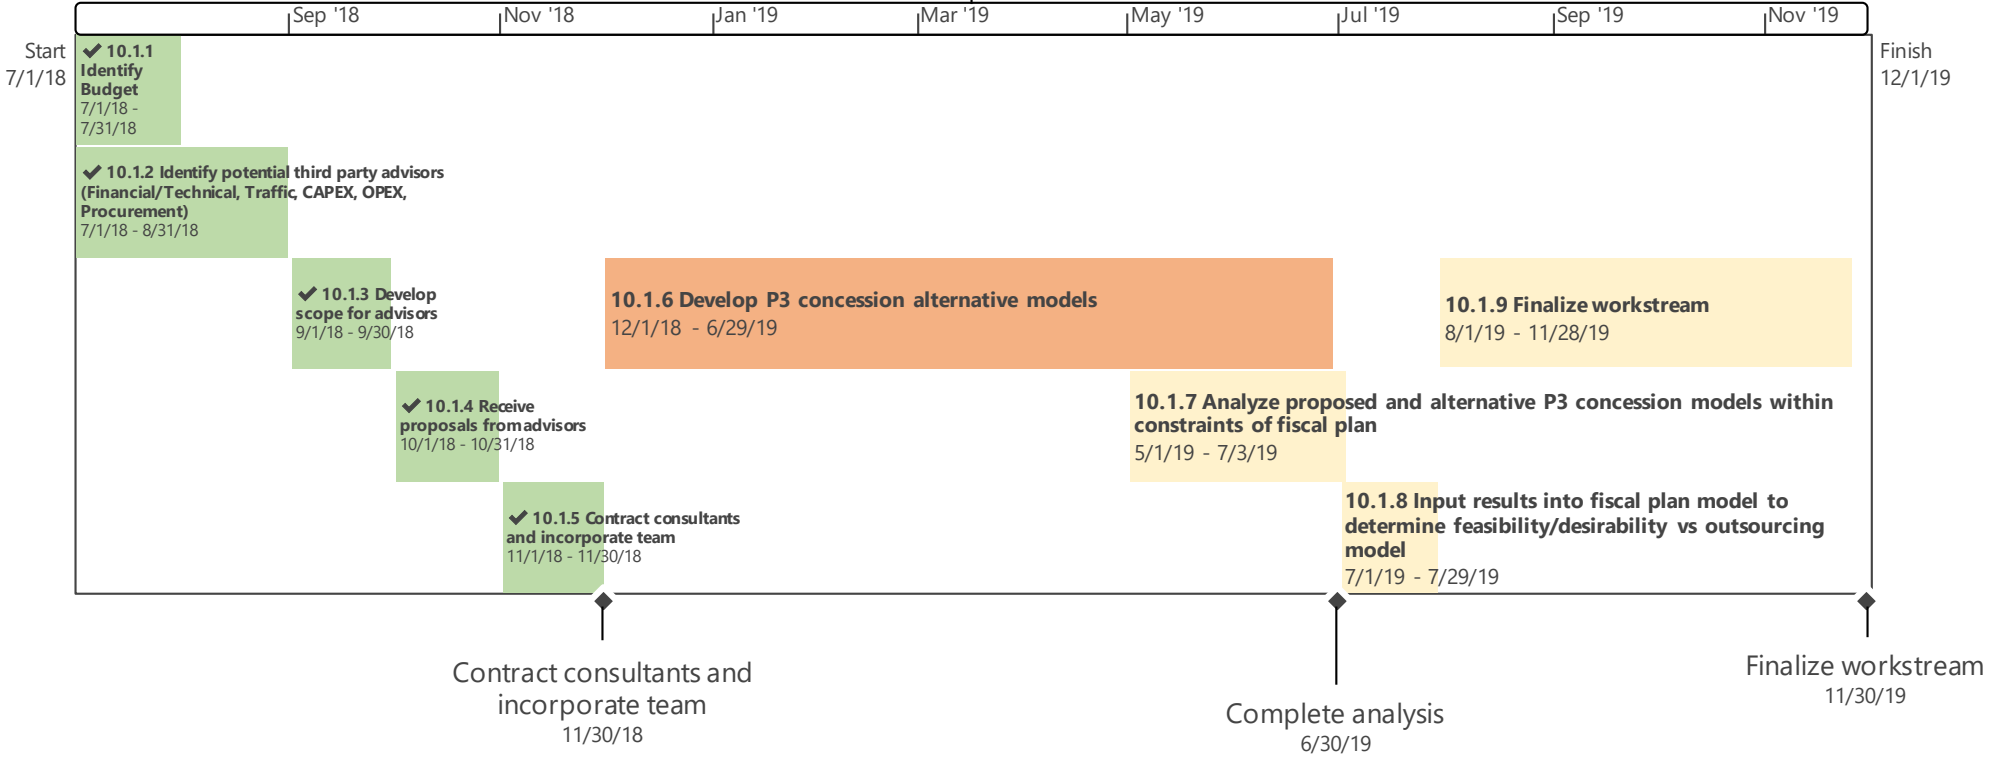 Sep '18
Nov '18
Jan '19
Mar '19
May '19
Jul '19
Sep '19
Nov '19
Start
7/1/18
Finish
12/1/19
✔ 10.1.1
Identify
Budget
7/1/18 -
7/31/18
✔ 10.1.2 Identify potential third party advisors
(Financial/Technical, Traffic, CAPEX, OPEX,
Procurement)
7/1/18 - 8/31/18
✔ 10.1.3 Develop
scope for advisors
9/1/18 - 9/30/18
10.1.6 Develop P3 concession alternative models
12/1/18 - 6/29/19
10.1.9 Finalize workstream
8/1/19 - 11/28/19
✔ 10.1.4 Receive
proposals from advisors
10/1/18 - 10/31/18
10.1.7 Analyze proposed and alternative P3 concession models within
constraints of fiscal plan
5/1/19 - 7/3/19
✔ 10.1.5 Contract consultants
and incorporate team
11/1/18 - 11/30/18
10.1.8 Input results into fiscal plan model to
determine feasibility/desirability vs outsourcing
model
7/1/19 - 7/29/19
Contract consultants and
incorporate team
11/30/18
Complete analysis
6/30/19
Finalize workstream
11/30/19